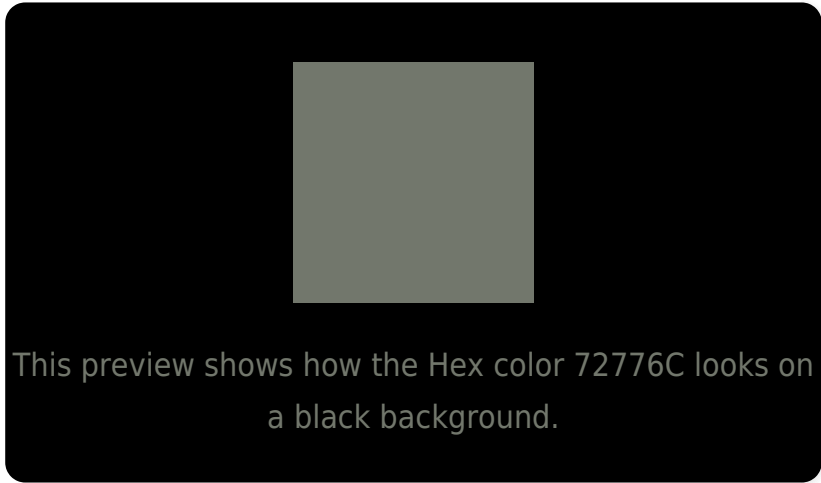 This preview shows how the Hex color 72776C looks on
a black background.